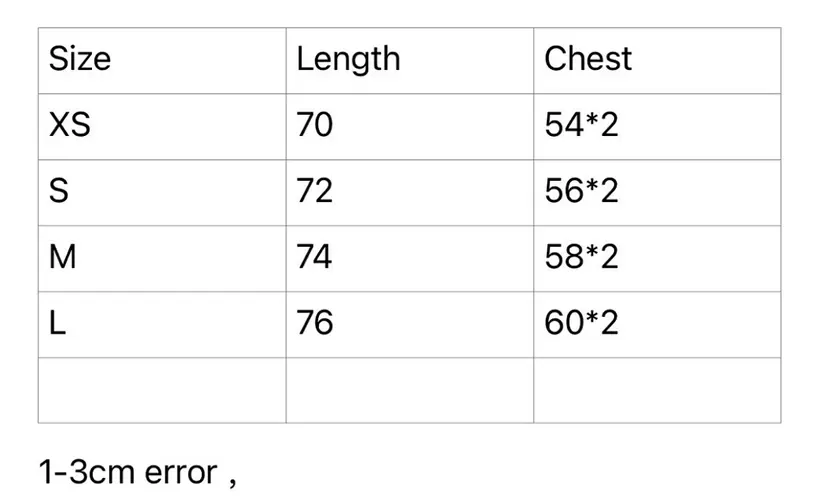 Size Length Chest
XS 70 54*2
S 72 56*2
M 74 58*2
L 76 60*2
1-3cm error ,